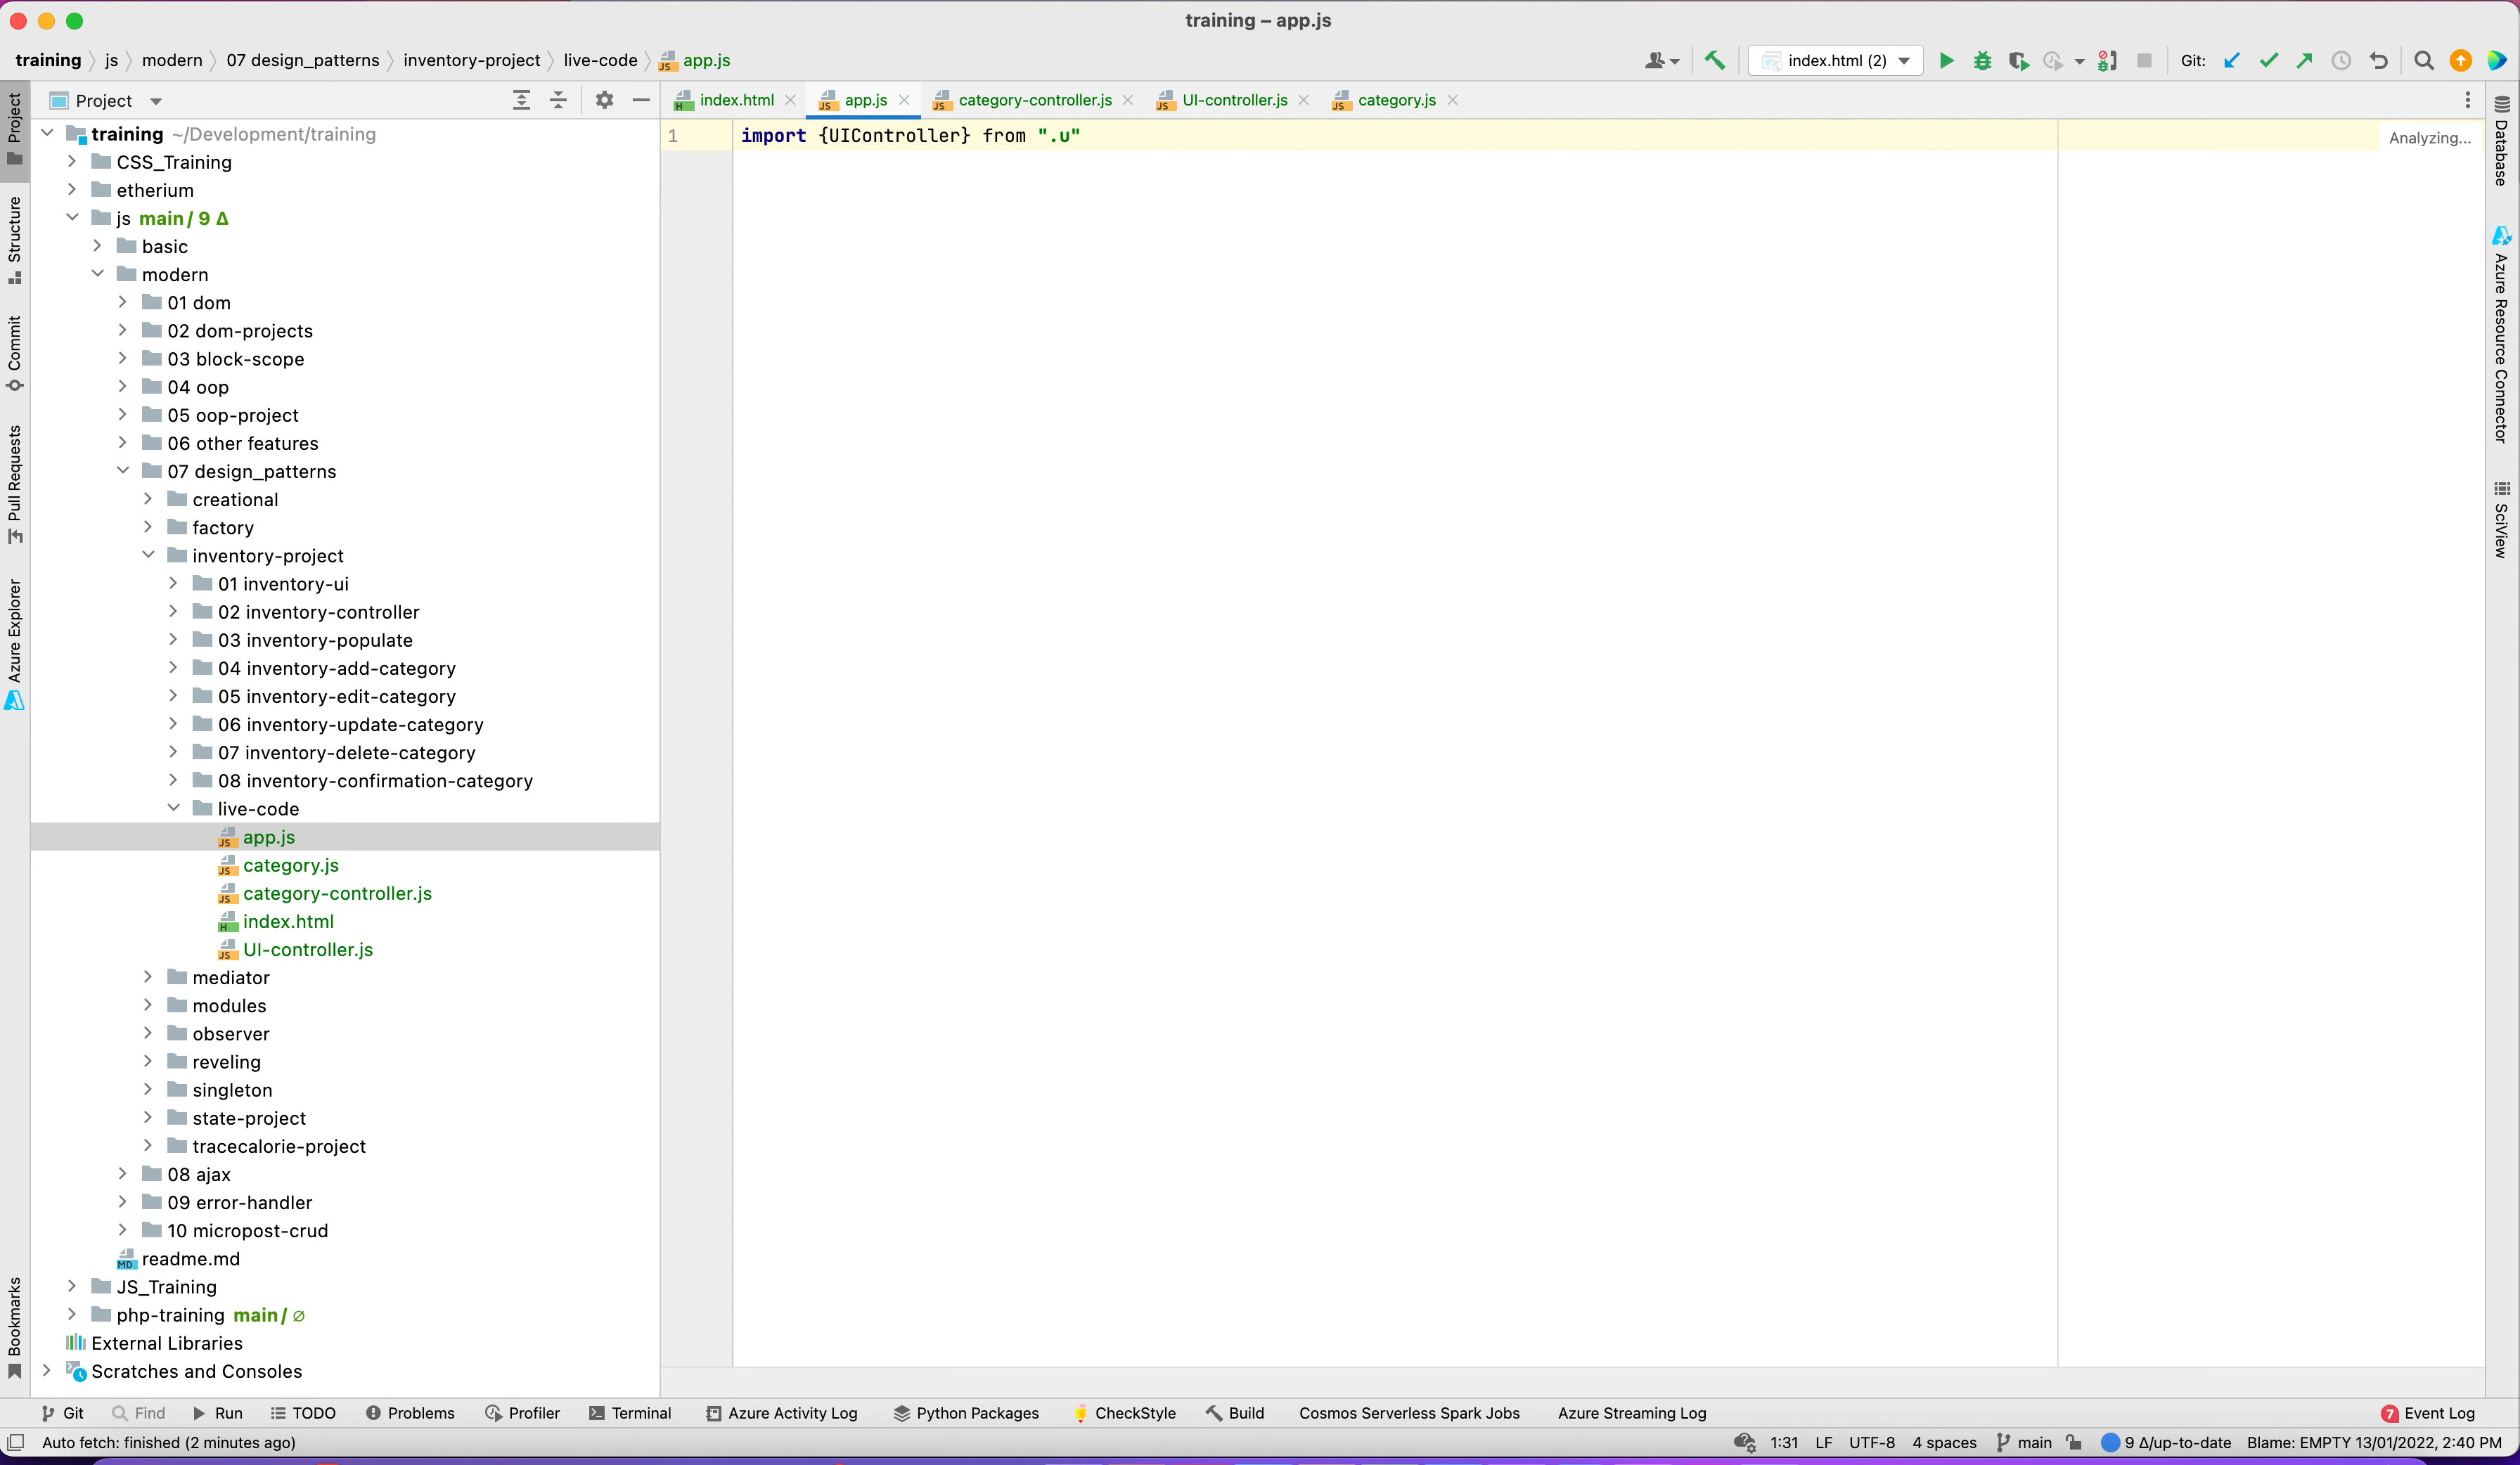 training – app.js
training js modern 07 design_patterns inventory-project live-code app.js
index.html (2)
Git:
Project
index.html
app.js
category-controller.js
UI-controller.js
category.js
training ~/Development/training
CSS_Training
etherium
js main / 9 Δ
basic
modern
01 dom
02 dom-projects
03 block-scope
04 oop
05 oop-project
06 other features
07 design_patterns
creational
factory
inventory-project
01 inventory-ui
02 inventory-controller
03 inventory-populate
04 inventory-add-category
05 inventory-edit-category
06 inventory-update-category
07 inventory-delete-category
08 inventory-confirmation-category
live-code
app.js
category.js
category-controller.js
index.html
UI-controller.js
mediator
modules
observer
reveling
singleton
state-project
tracecalorie-project
08 ajax
09 error-handler
10 micropost-crud
readme.md
JS_Training
php-training main / ∅
External Libraries
Scratches and Consoles
1 import {UIController} from ".u"
Analyzing...
Project
Structure
Commit
Pull Requests
Azure Explorer
Bookmarks
Database
Azure Resource Connector
SciView
Git Find Run TODO Problems Profiler Terminal Azure Activity Log Python Packages CheckStyle Build Cosmos Serverless Spark Jobs Azure Streaming Log 7 Event Log
Auto fetch: finished (2 minutes ago) 1:31 LF UTF-8 4 spaces main 9 Δ/up-to-date Blame: EMPTY 13/01/2022, 2:40 PM